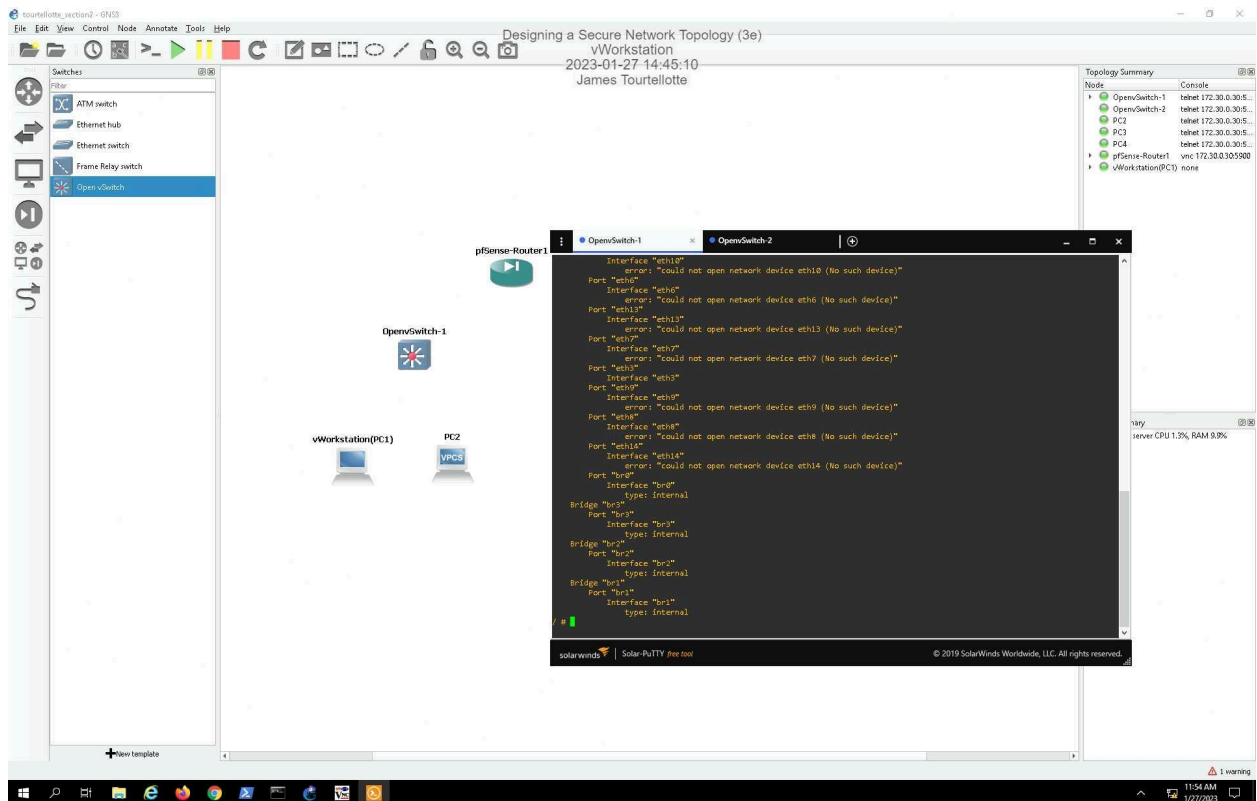 tourtellotte_section2 - GNS3
File Edit View Control Node Annotate Tools Help
Designing a Secure Network Topology (3e)
vWorkstation
2023-01-27 14:45:10
James Tourtellotte
Switches
Filter
ATM switch
Ethernet hub
Ethernet switch
Frame Relay switch
Open vSwitch
New template
pfSense-Router1
OpenvSwitch-1
vWorkstation(PC1)
PC2
VPCS
Topology Summary
Node Console
OpenvSwitch-1 telnet 172.30.0.30:5...
OpenvSwitch-2 telnet 172.30.0.30:5...
PC2 telnet 172.30.0.30:5...
PC3 telnet 172.30.0.30:5...
PC4 telnet 172.30.0.30:5...
pfSense-Router1 vnc 172.30.0.30:5900
vWorkstation(PC1) none
OpenvSwitch-1 × OpenvSwitch-2
Interface "eth10"
error: "could not open network device eth10 (No such device)"
Port "eth6"
Interface "eth6"
error: "could not open network device eth6 (No such device)"
Port "eth13"
Interface "eth13"
error: "could not open network device eth13 (No such device)"
Port "eth7"
Interface "eth7"
error: "could not open network device eth7 (No such device)"
Port "eth3"
Interface "eth3"
Port "eth9"
Interface "eth9"
error: "could not open network device eth9 (No such device)"
Port "eth8"
Interface "eth8"
error: "could not open network device eth8 (No such device)"
Port "eth14"
Interface "eth14"
error: "could not open network device eth14 (No such device)"
Port "br0"
Interface "br0"
type: internal
Bridge "br3"
Port "br3"
Interface "br3"
type: internal
Bridge "br2"
Port "br2"
Interface "br2"
type: internal
Bridge "br1"
Port "br1"
Interface "br1"
type: internal
/ #
solarwinds Solar-PuTTY free tool © 2019 SolarWinds Worldwide, LLC. All rights reserved.
server CPU 1.3%, RAM 9.9%
1 warning
11:54 AM
1/27/2023